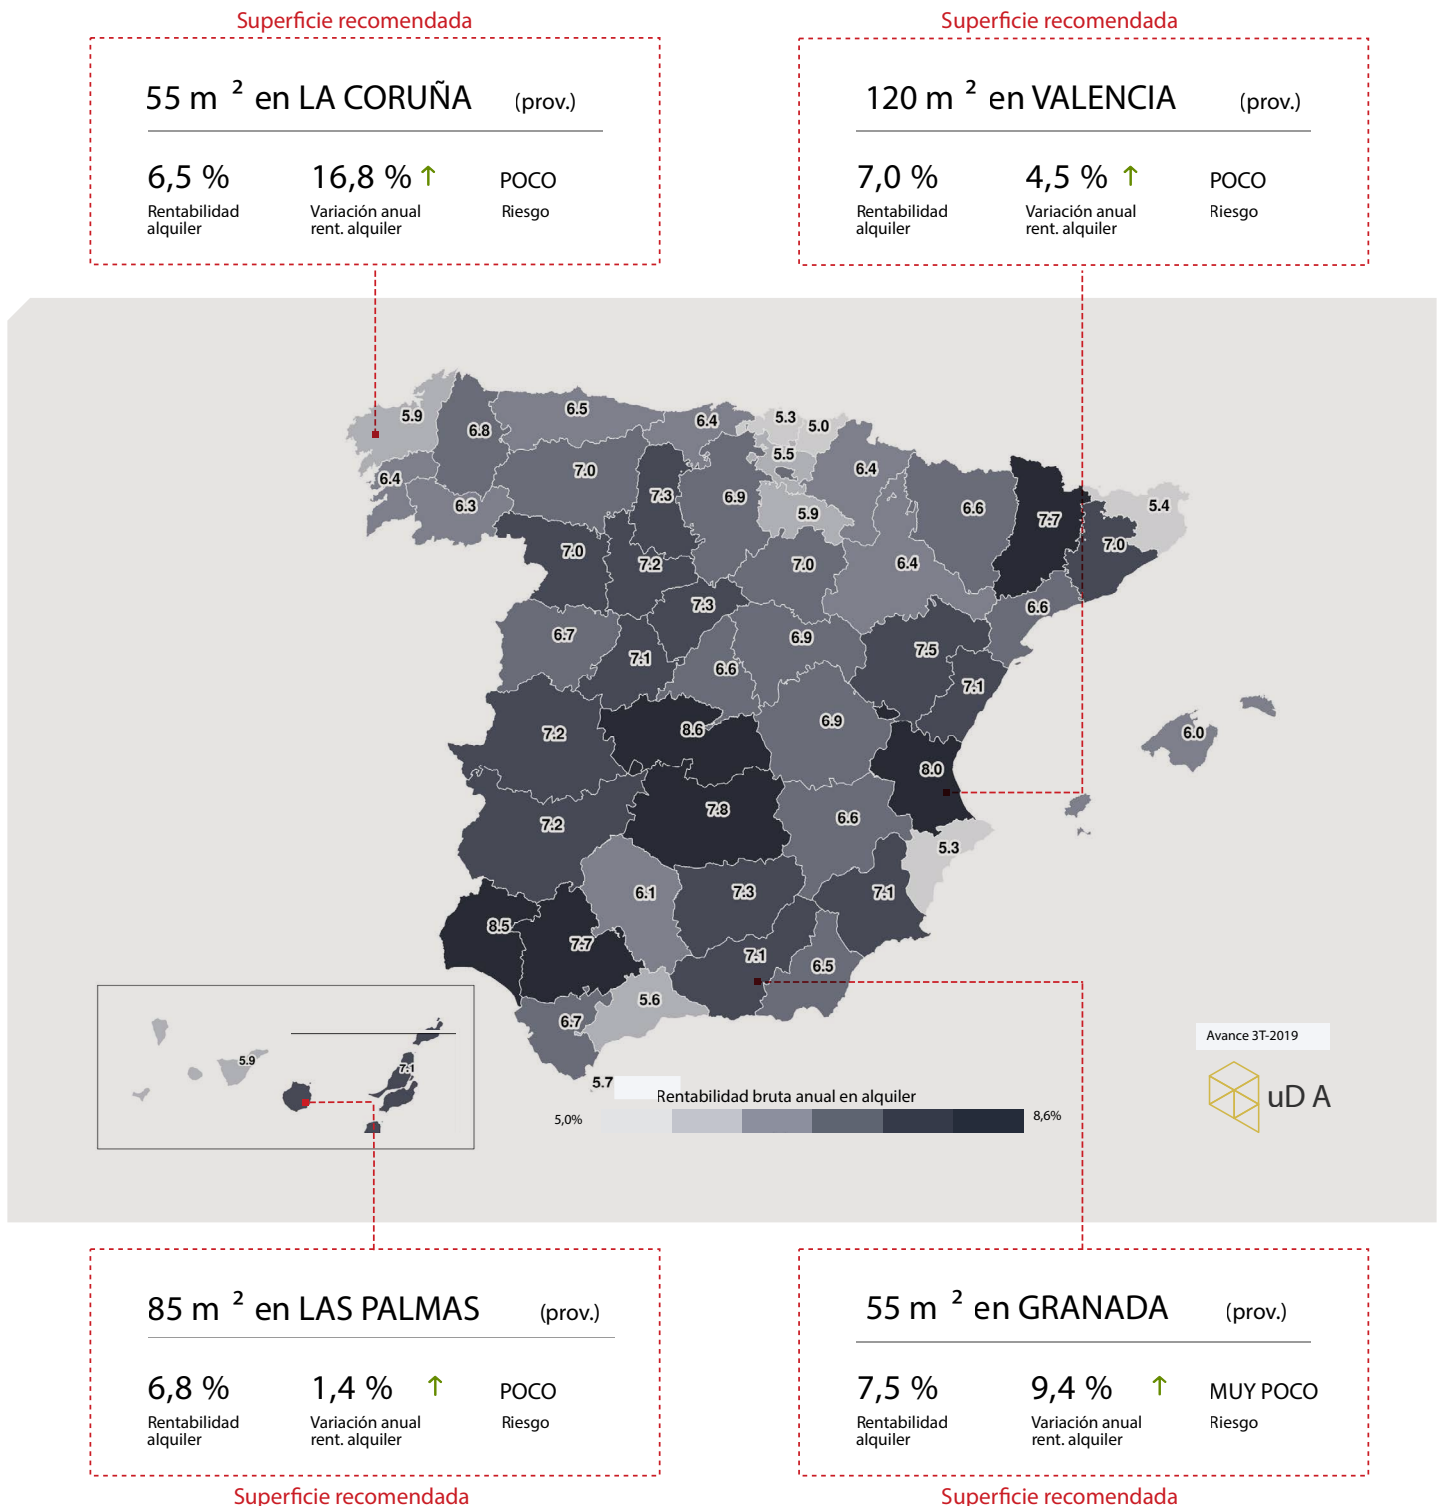 Superficie recomendada
55 m ² en LA CORUÑA (prov.)
6,5 % 16,8 % ↑ POCO
Rentabilidad alquiler Variación anual rent. alquiler Riesgo
Superficie recomendada
120 m ² en VALENCIA (prov.)
7,0 % 4,5 % ↑ POCO
Rentabilidad alquiler Variación anual rent. alquiler Riesgo
5.9
6.8
6.5
6.4
5.3
5.0
5.5
6.4
6.4
6.3
7.0
7.3
6.9
5.9
6.6
7.7
5.4
7.0
7.0
7.2
7.0
6.4
7.3
6.6
6.7
7.1
6.6
6.9
7.5
7.1
7.2
8.6
6.9
6.0
8.0
7.2
7.8
6.6
5.3
6.1
7.3
7.1
8.5
7.7
7.1
6.5
5.6
6.7
5.9
7.1
5.7
Rentabilidad bruta anual en alquiler
5,0% 8,6%
Avance 3T-2019
uD A
85 m ² en LAS PALMAS (prov.)
6,8 % 1,4 % ↑ POCO
Rentabilidad alquiler Variación anual rent. alquiler Riesgo
Superficie recomendada
55 m ² en GRANADA (prov.)
7,5 % 9,4 % ↑ MUY POCO
Rentabilidad alquiler Variación anual rent. alquiler Riesgo
Superficie recomendada